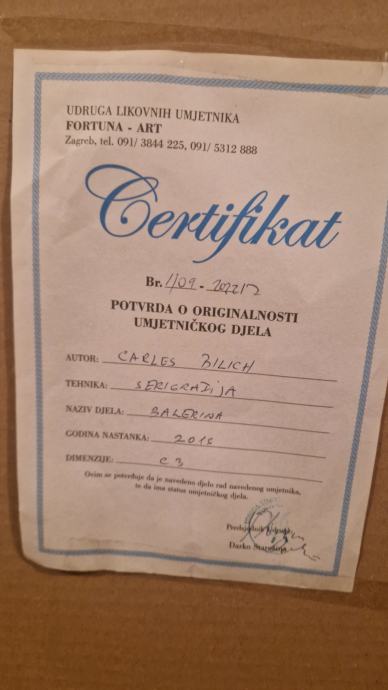 UDRUGA LIKOVNIH UMJETNIKA
FORTUNA - ART
Zagreb, tel. 091/ 3844 225, 091/ 5312 888
Certifikat
Br.
POTVRDA O ORIGINALNOSTI
UMJETNIČKOG DJELA
AUTOR: CARLES BILICH
TEHNIKA: SERIGRAFIJA
NAZIV DJELA: BALERINA
GODINA NASTANKA: 2018
DIMENZIJE: C3
Ovim se potvrđuje da je navedeno djelo rad navedenog umjetnika,
te da ima status umjetničkog djela.
Predsjednik
Darko